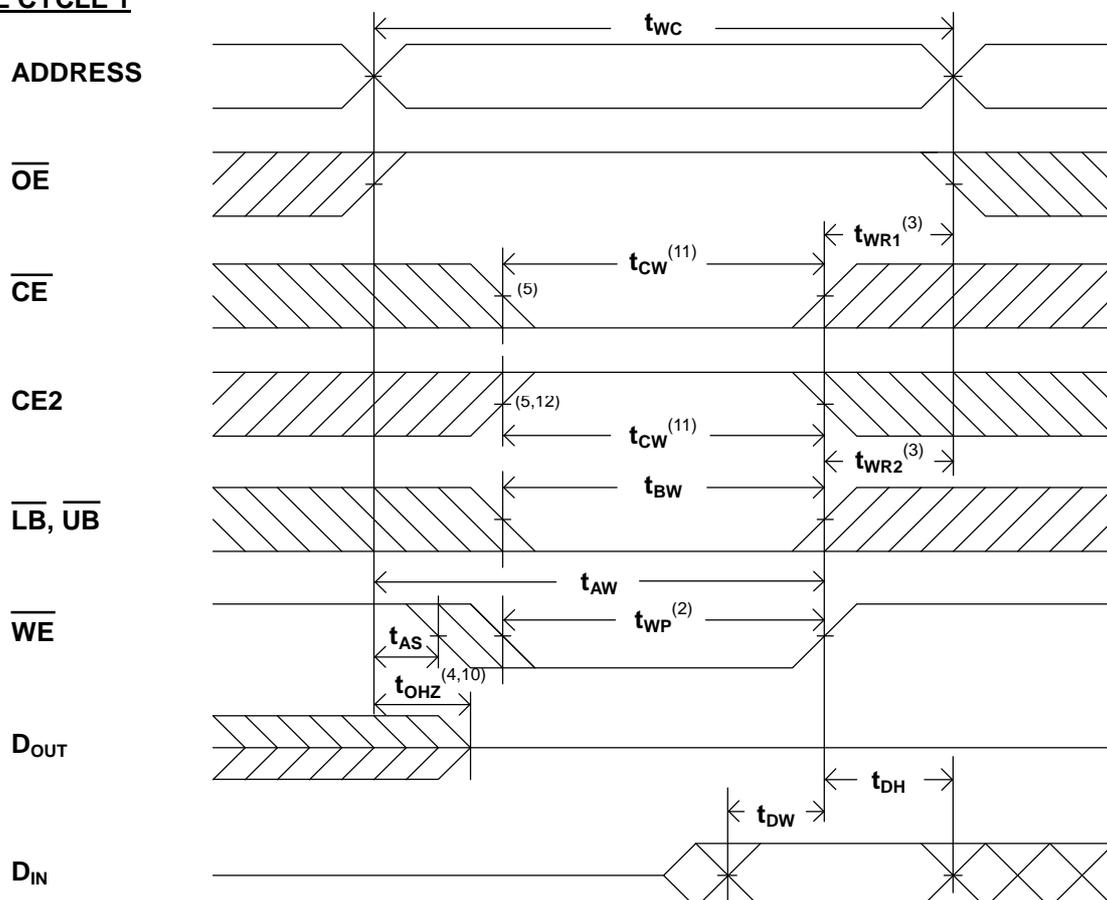 CYCLE 1
tWC
ADDRESS
OE
tWR1(3)
tCW(11)
CE
(5)
CE2
(5,12)
tCW(11)
tWR2(3)
tBW
LB, UB
tAW
tWP(2)
WE
tAS
(4,10)
tOHZ
DOUT
tDH
tDW
DIN